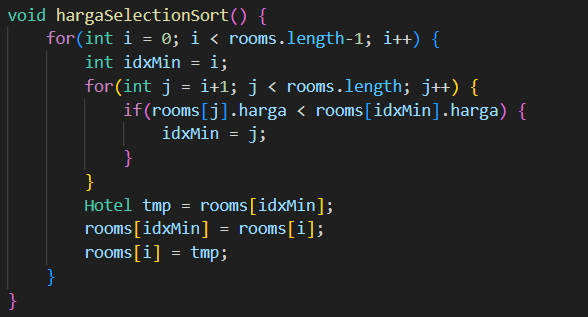 void hargaSelectionSort() {
    for(int i = 0; i < rooms.length-1; i++) {
        int idxMin = i;
        for(int j = i+1; j < rooms.length; j++) {
            if(rooms[j].harga < rooms[idxMin].harga) {
                idxMin = j;
            }
        }
        Hotel tmp = rooms[idxMin];
        rooms[idxMin] = rooms[i];
        rooms[i] = tmp;
    }
}